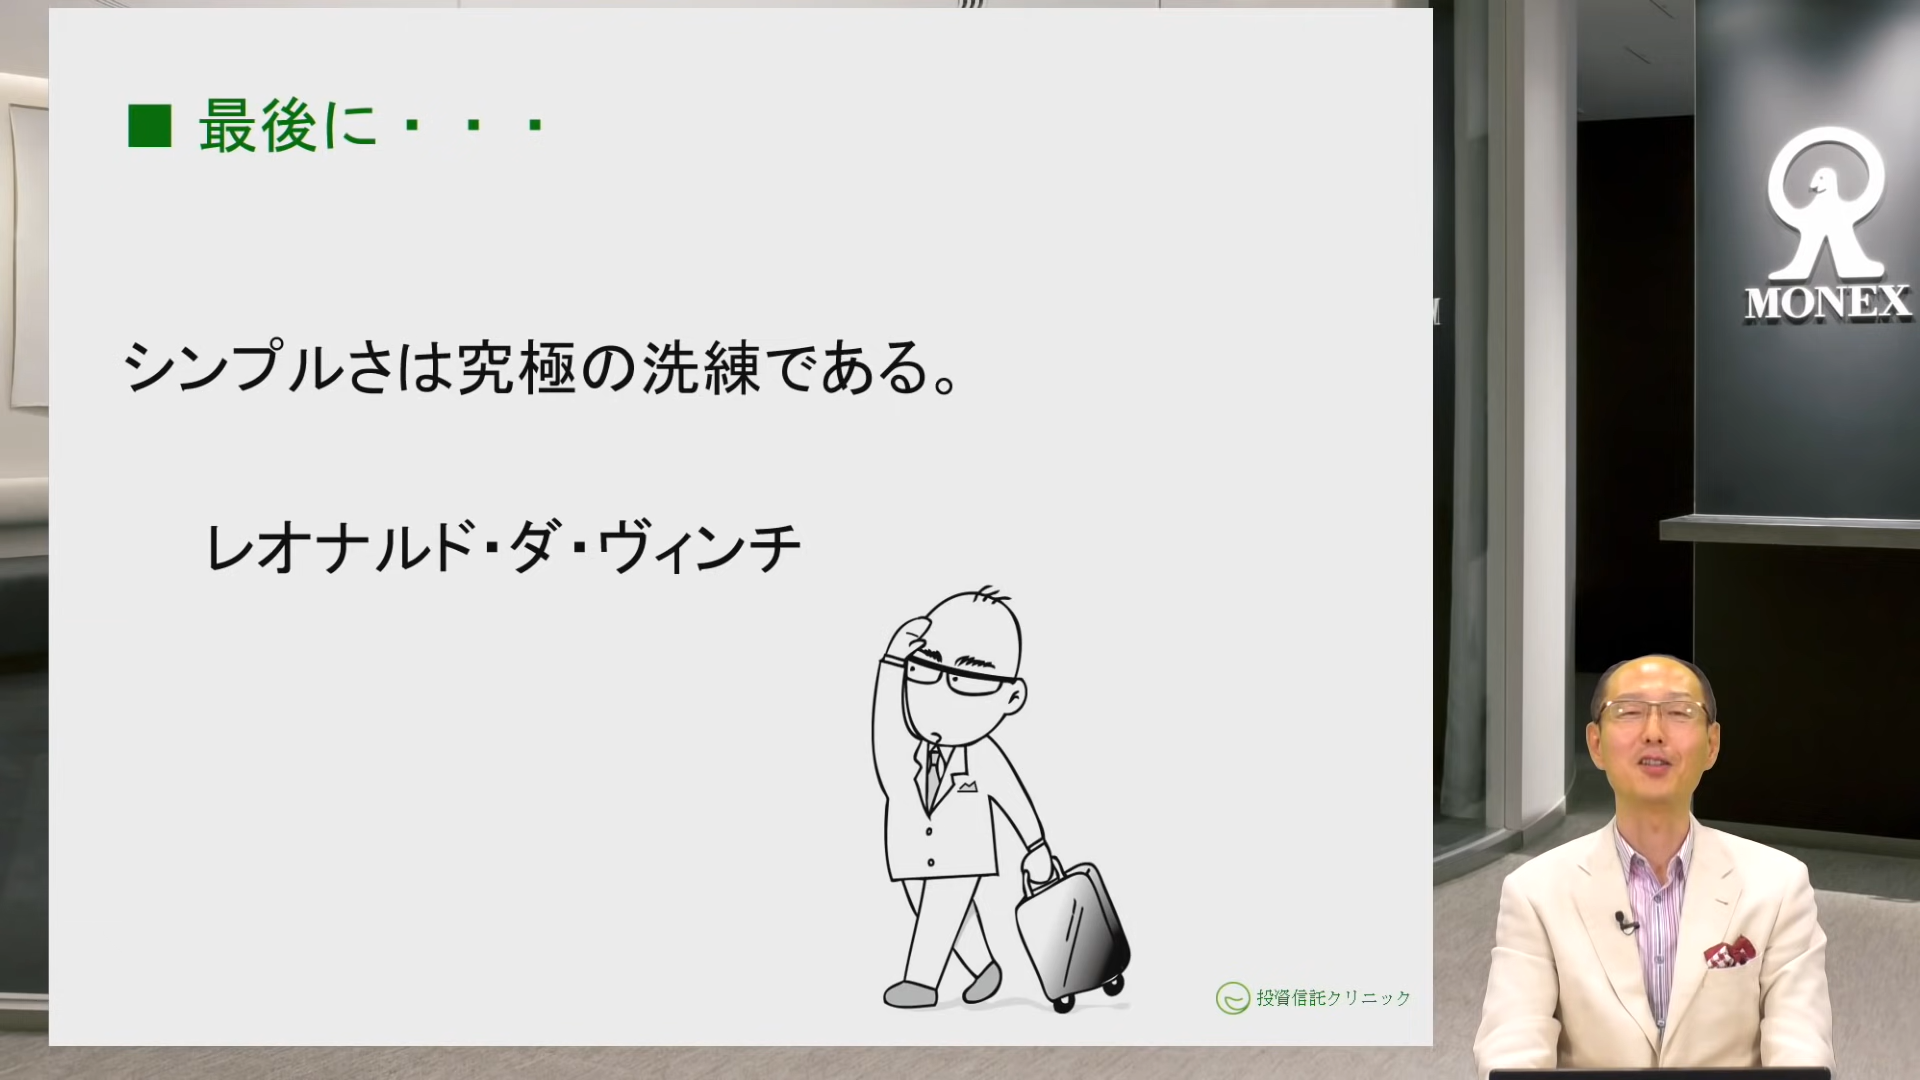 ■ 最後に・・・
シンプルさは究極の洗練である。
レオナルド・ダ・ヴィンチ
投資信託クリニック
MONEX